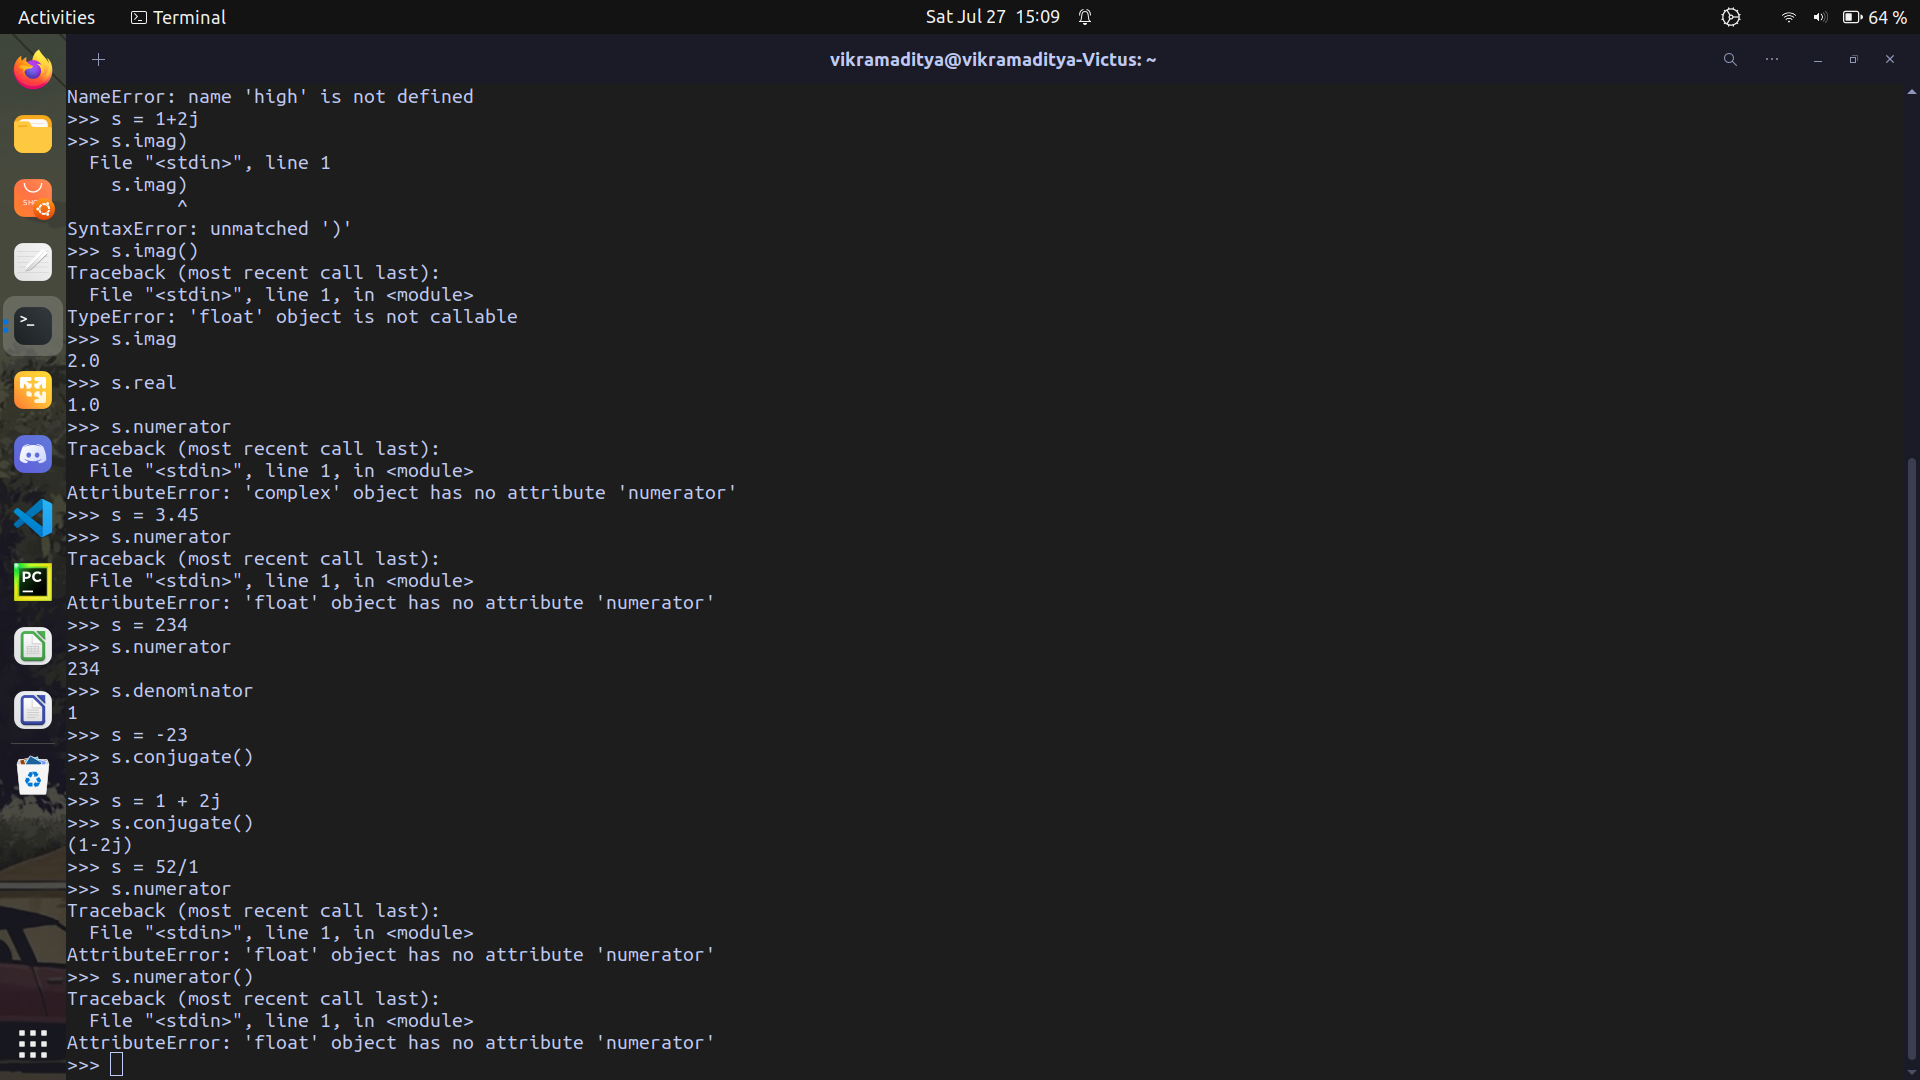 Activities
Terminal
Sat Jul 27 15:09
64 %
vikramaditya@vikramaditya-Victus: ~
NameError: name 'high' is not defined
>>> s = 1+2j
>>> s.imag)
  File "<stdin>", line 1
    s.imag)
          ^
SyntaxError: unmatched ')'
>>> s.imag()
Traceback (most recent call last):
  File "<stdin>", line 1, in <module>
TypeError: 'float' object is not callable
>>> s.imag
2.0
>>> s.real
1.0
>>> s.numerator
Traceback (most recent call last):
  File "<stdin>", line 1, in <module>
AttributeError: 'complex' object has no attribute 'numerator'
>>> s = 3.45
>>> s.numerator
Traceback (most recent call last):
  File "<stdin>", line 1, in <module>
AttributeError: 'float' object has no attribute 'numerator'
>>> s = 234
>>> s.numerator
234
>>> s.denominator
1
>>> s = -23
>>> s.conjugate()
-23
>>> s = 1 + 2j
>>> s.conjugate()
(1-2j)
>>> s = 52/1
>>> s.numerator
Traceback (most recent call last):
  File "<stdin>", line 1, in <module>
AttributeError: 'float' object has no attribute 'numerator'
>>> s.numerator()
Traceback (most recent call last):
  File "<stdin>", line 1, in <module>
AttributeError: 'float' object has no attribute 'numerator'
>>>
>_
PC